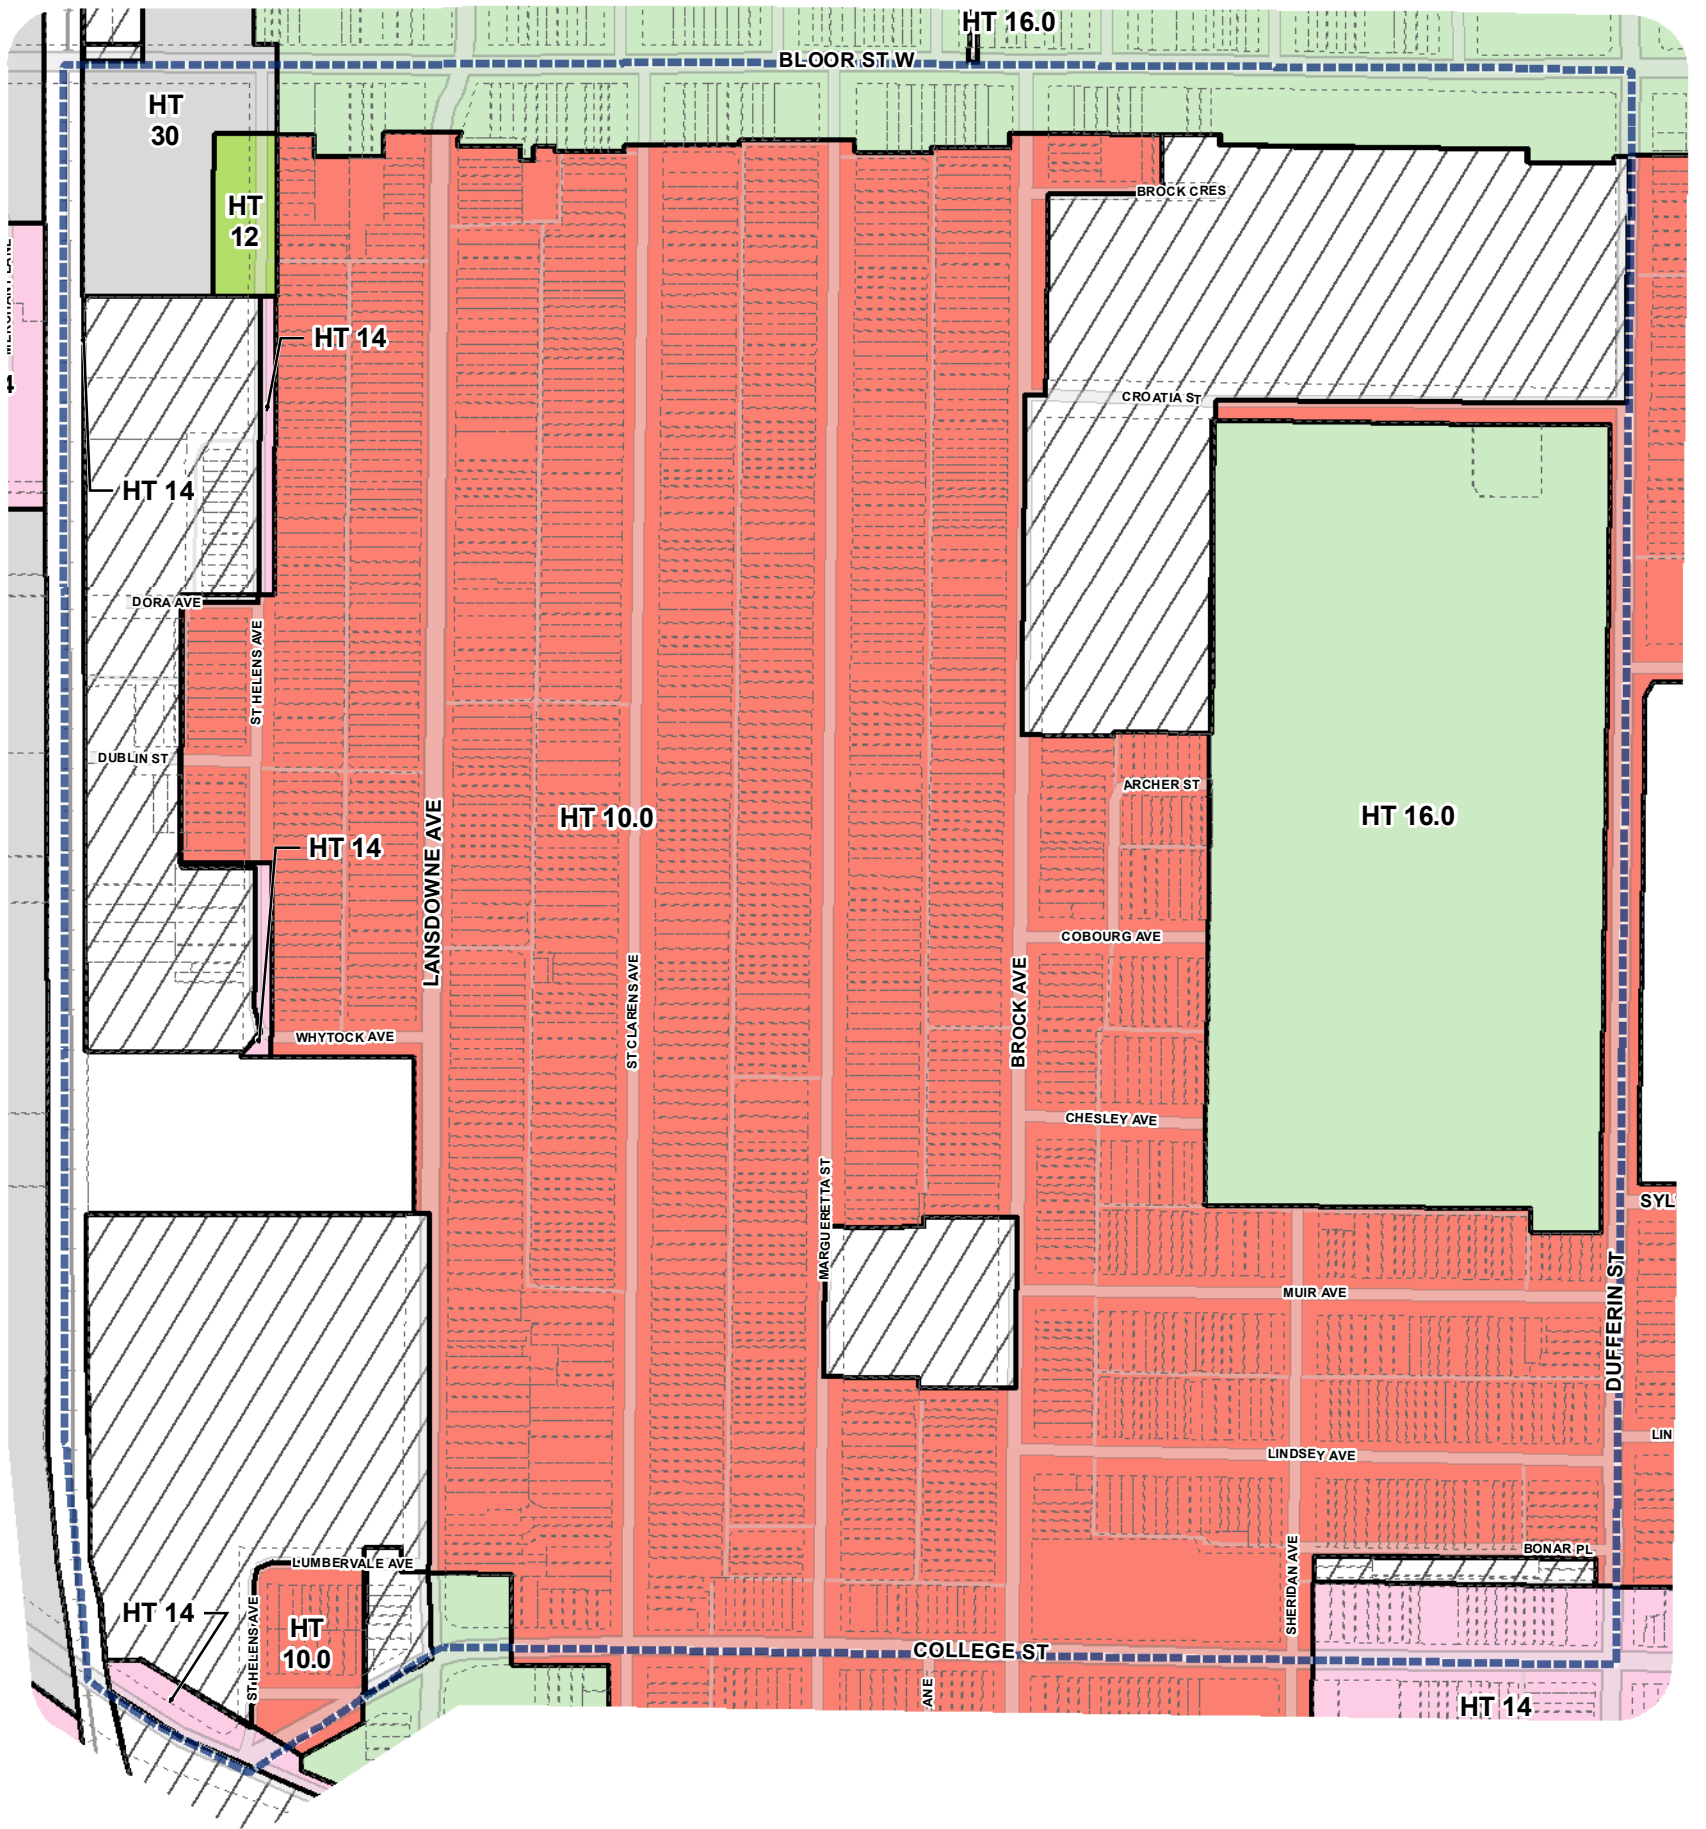 HT 16.0
BLOOR ST W
HT
30
BROCK CRES
HT
12
MERCHANT LANE
HT 14
4
CROATIA ST
HT 14
DORA AVE
ST HELENS AVE
DUBLIN ST
ARCHER ST
HT 10.0
HT 16.0
HT 14
LANSDOWNE AVE
COBOURG AVE
ST CLARENS AVE
BROCK AVE
WHYTOCK AVE
CHESLEY AVE
MARGUERETTA ST
SYL
MUIR AVE
DUFFERIN ST
LIN
LINDSEY AVE
BONAR PL
LUMBERVALE AVE
SHERIDAN AVE
HT 14
ST HELENS AVE
HT
10.0
COLLEGE ST
ANE
HT 14